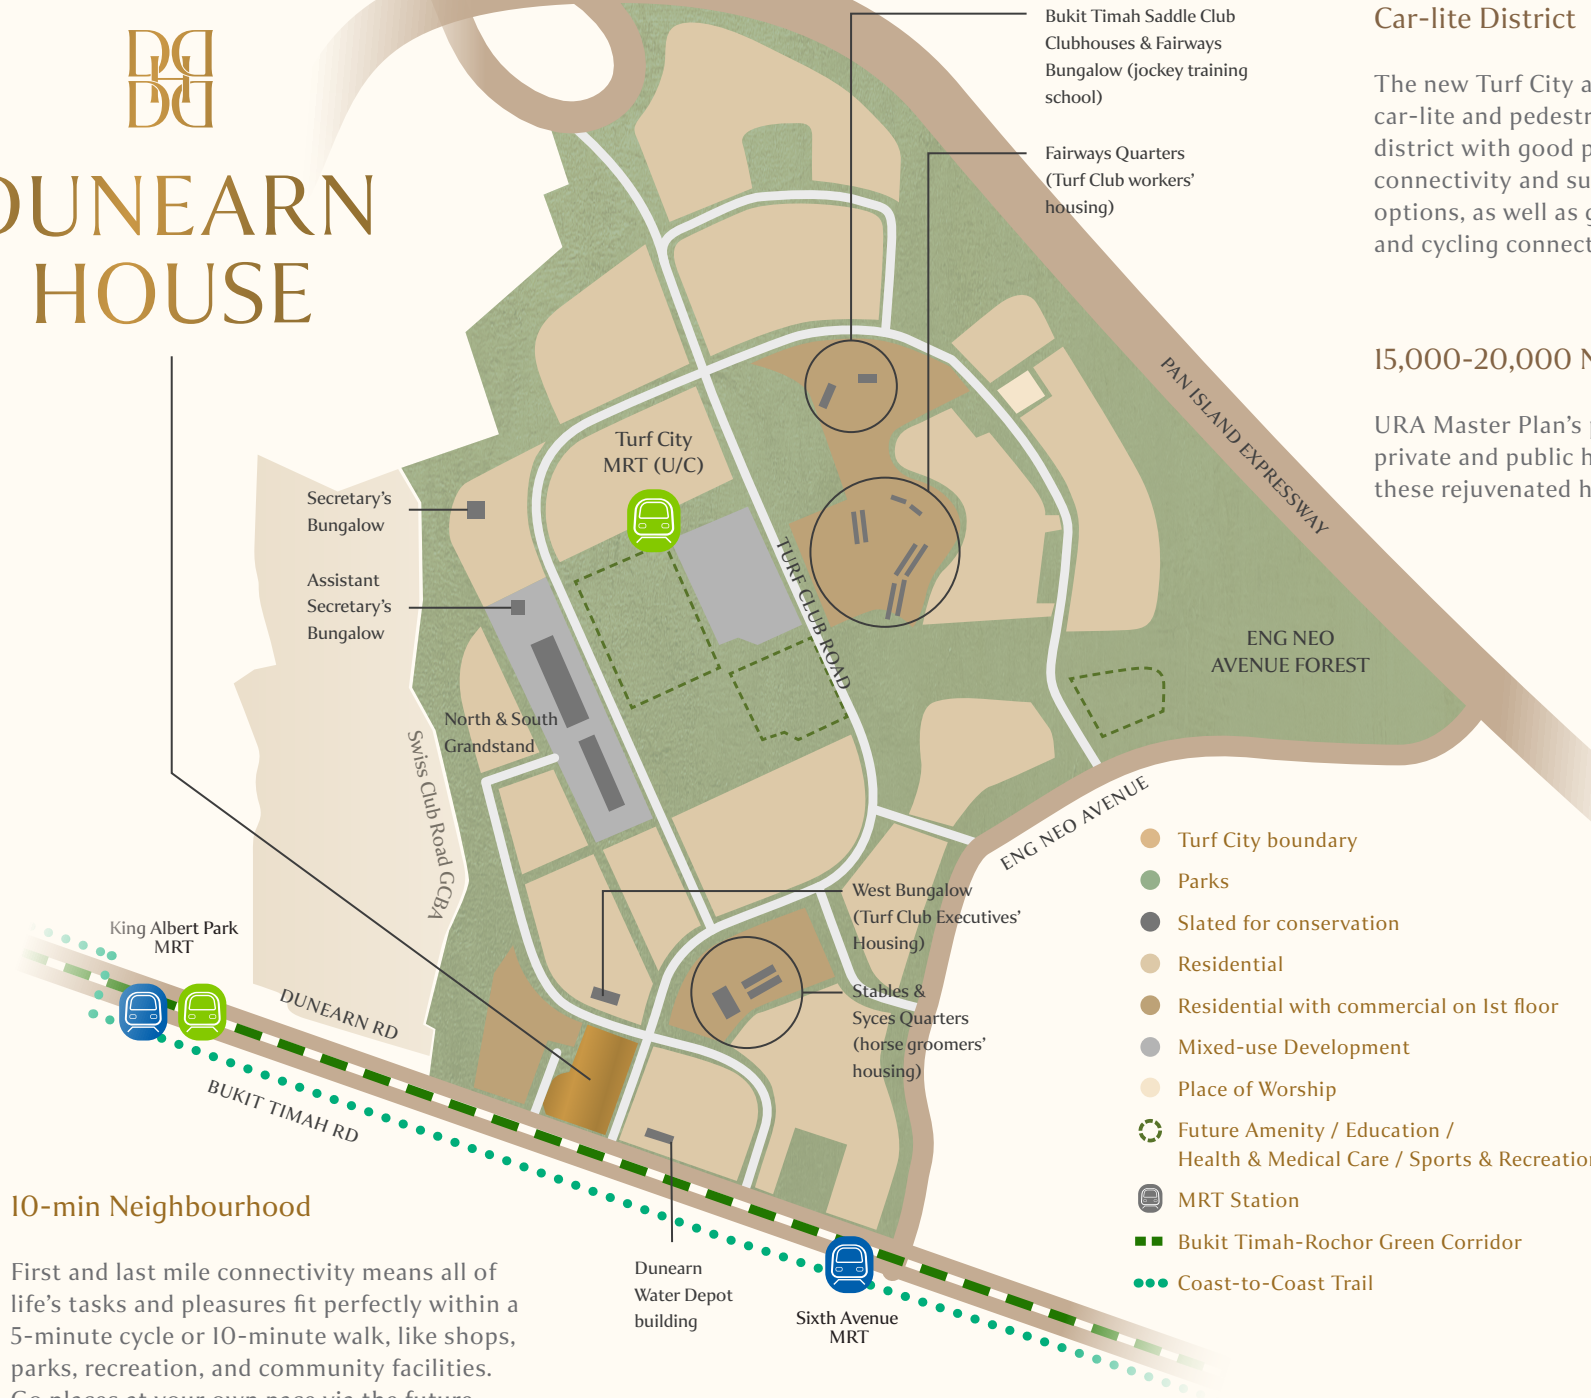 DUNEARN
HOUSE
Bukit Timah Saddle Club
Clubhouses & Fairways
Bungalow (jockey training
school)
Fairways Quarters
(Turf Club workers'
housing)
Car-lite District
The new Turf City a
car-lite and pedestr
district with good p
connectivity and su
options, as well as g
and cycling connect
15,000-20,000 N
URA Master Plan's p
private and public h
these rejuvenated h
PAN ISLAND EXPRESSWAY
Turf City
MRT (U/C)
Secretary's
Bungalow
Assistant
Secretary's
Bungalow
TURF CLUB ROAD
ENG NEO
AVENUE FOREST
North & South
Grandstand
Swiss Club Road GCBA
ENG NEO AVENUE
West Bungalow
(Turf Club Executives'
Housing)
Stables &
Syces Quarters
(horse groomers'
housing)
King Albert Park
MRT
DUNEARN RD
BUKIT TIMAH RD
Dunearn
Water Depot
building
Sixth Avenue
MRT
Turf City boundary
Parks
Slated for conservation
Residential
Residential with commercial on 1st floor
Mixed-use Development
Place of Worship
Future Amenity / Education /
Health & Medical Care / Sports & Recreation
MRT Station
Bukit Timah-Rochor Green Corridor
Coast-to-Coast Trail
10-min Neighbourhood
First and last mile connectivity means all of
life's tasks and pleasures fit perfectly within a
5-minute cycle or 10-minute walk, like shops,
parks, recreation, and community facilities.
Go places at your own pace via the future